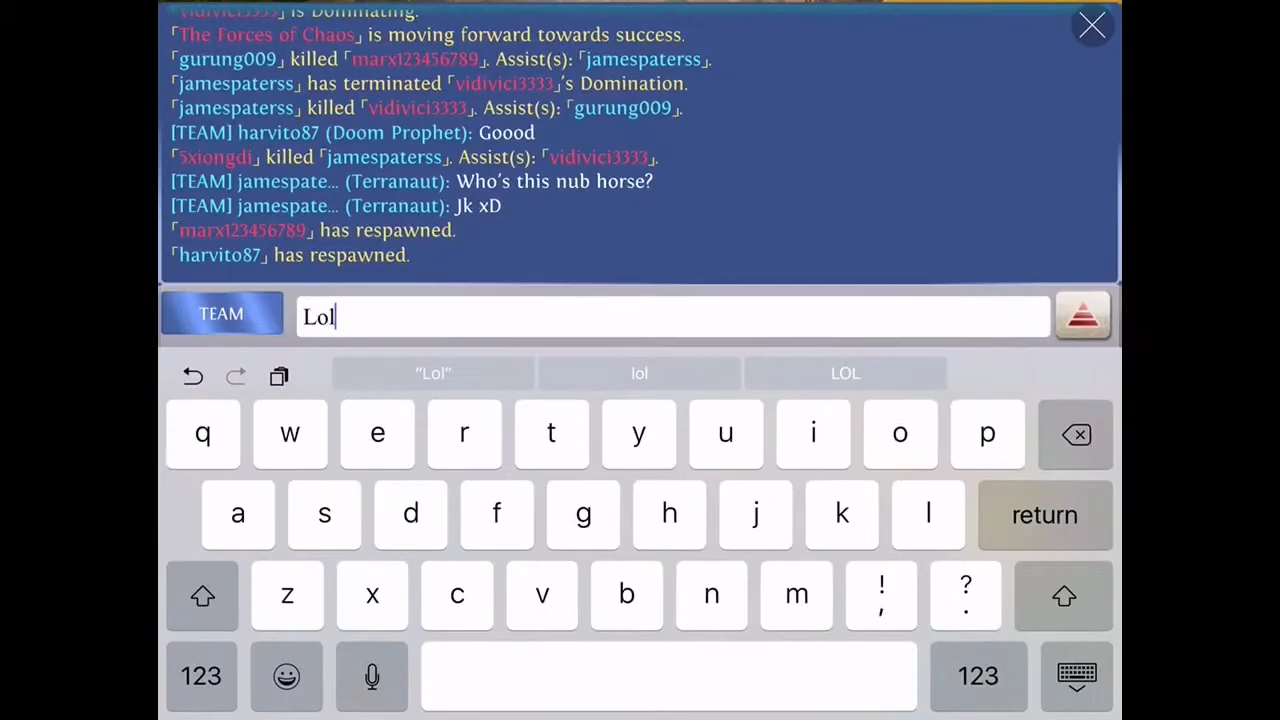 「vidivici3333」 is Dominating.
「The Forces of Chaos」 is moving forward towards success.
「gurung009」 killed 「marx123456789」. Assist(s): 「jamespaterss」.
「jamespaterss」 has terminated 「vidivici3333」's Domination.
「jamespaterss」 killed 「vidivici3333」. Assist(s): 「gurung009」.
[TEAM] harvito87 (Doom Prophet): Goood
「5xiongdi」 killed 「jamespaterss」. Assist(s): 「vidivici3333」.
[TEAM] jamespate... (Terranaut): Who's this nub horse?
[TEAM] jamespate... (Terranaut): Jk xD
「marx123456789」 has respawned.
「harvito87」 has respawned.
TEAM Lol
“Lol” lol LOL
q w e r t y u i o p
a s d f g h j k l return
z x c v b n m ! , ? .
123 123